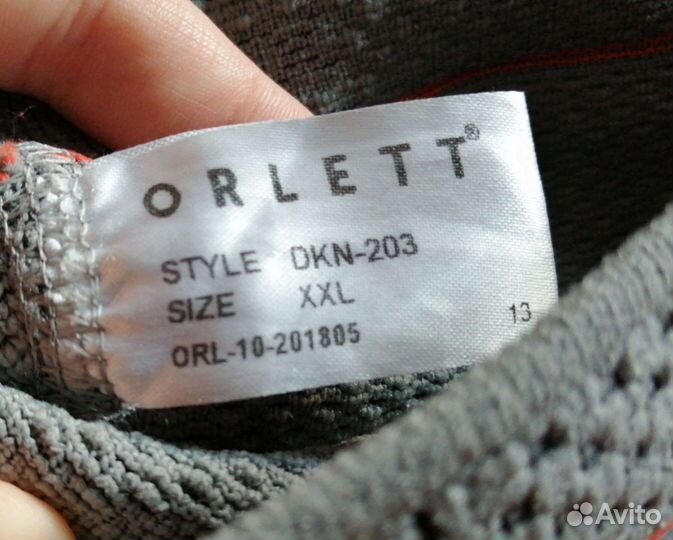 ORLETT®
STYLE DKN-203
SIZE XXL
ORL-10-201805
13
Avito